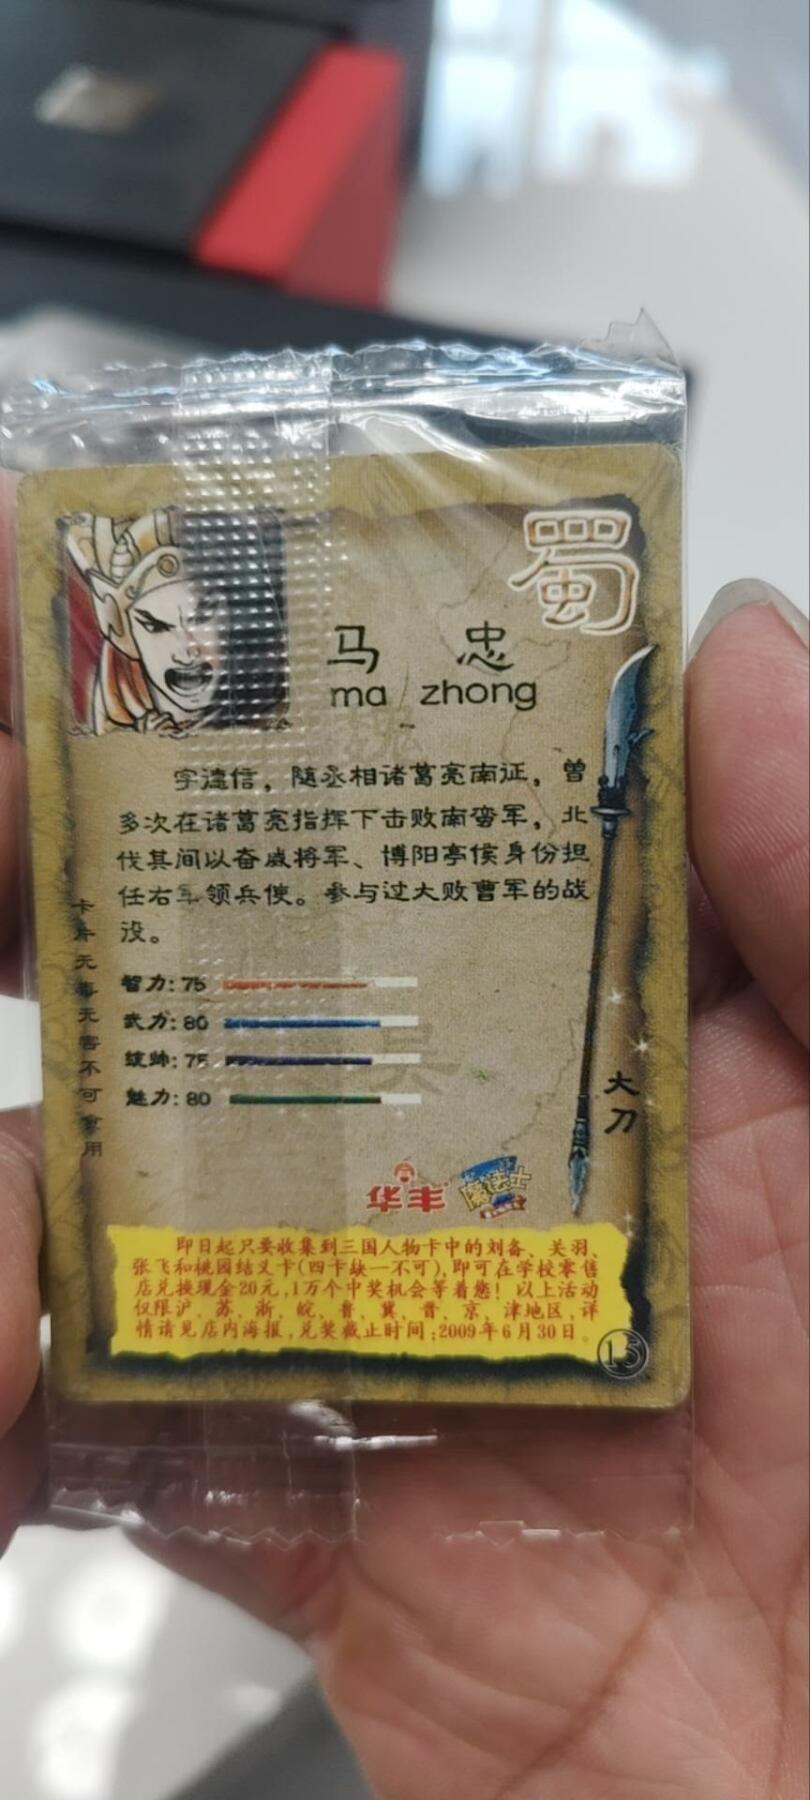 蜀
马 忠
ma zhong
字德信，随丞相诸葛亮南征，曾
多次在诸葛亮指挥下击败南蛮军，北
伐其间以奋威将军、博阳亭侯身份担
任右军领兵使。参与过大败曹军的战
役。
智力:75
武力:80
统帅:75
魅力:80
卡片无毒无害不可食用
大刀
吴
华丰
魔法士
即日起只要收集到三国人物卡中的刘备、关羽、
张飞和桃园结义卡(四卡缺一不可),即可在学校零售
店兑换现金20元,1万个中奖机会等着您！以上活动
仅限沪、苏、浙、皖、鲁、冀、晋、京、津地区,详
情请见店内海报,兑奖截止时间:2009年6月30日。
15